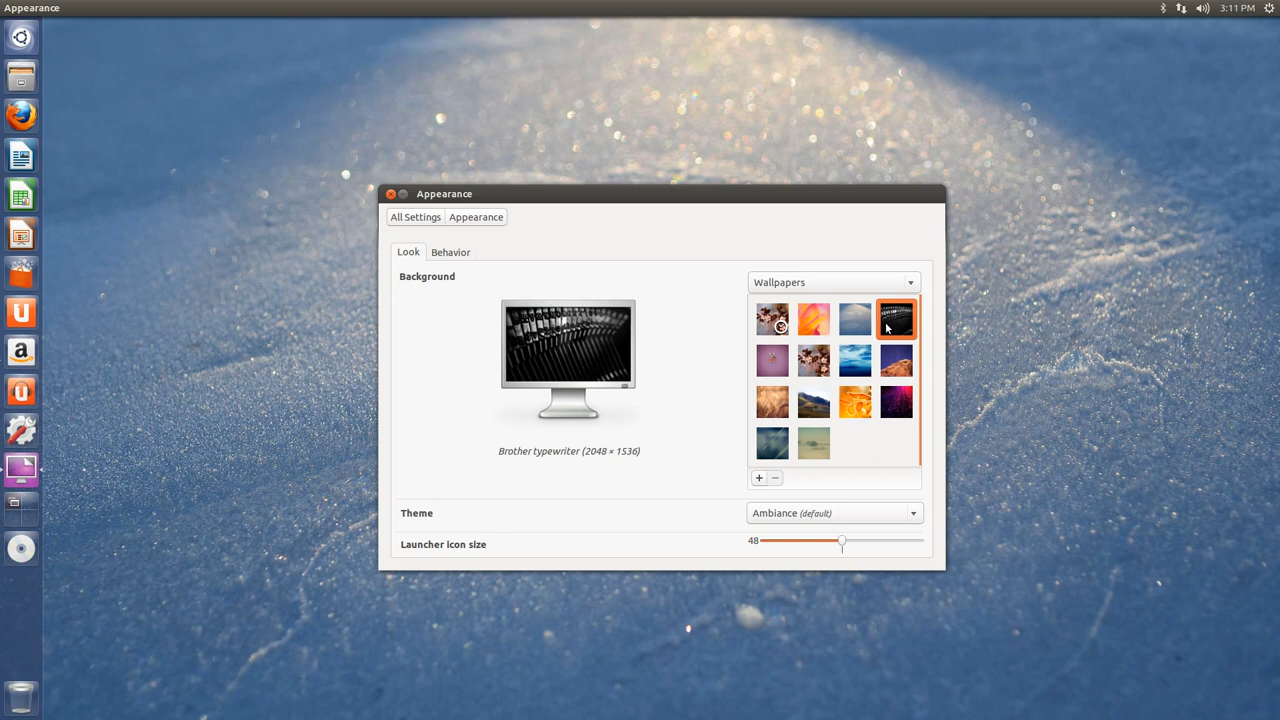 Appearance
3:11 PM
Appearance
All Settings Appearance
Look Behavior
Background
Wallpapers
Brother typewriter (2048 × 1536)
Theme
Ambiance (default)
Launcher icon size
48